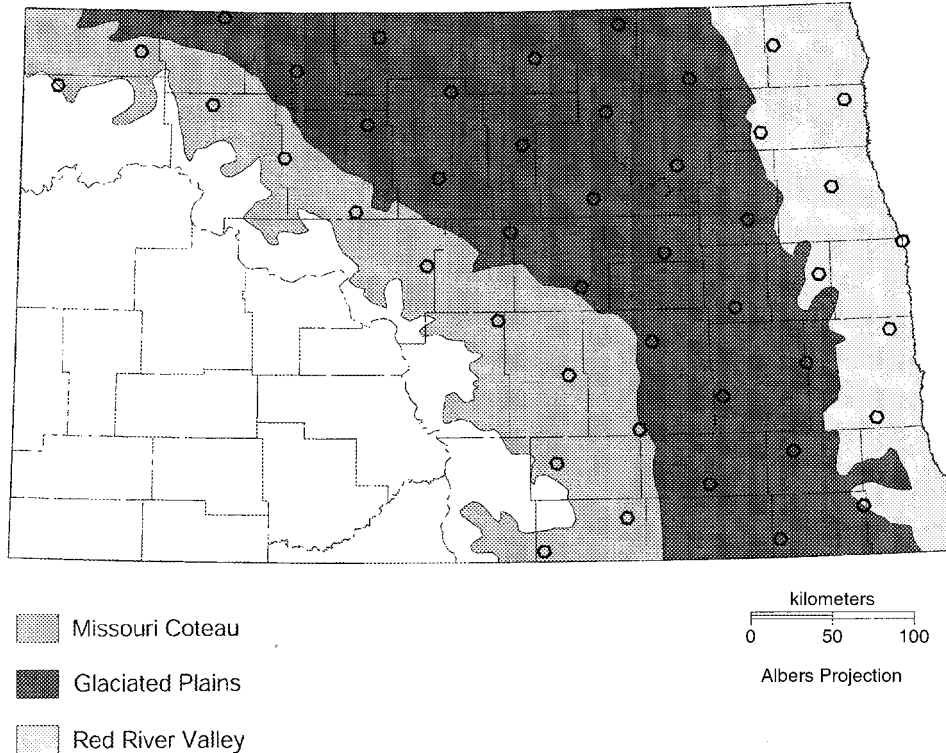 Missouri Coteau
Glaciated Plains
Red River Valley
kilometers
0 50 100
Albers Projection